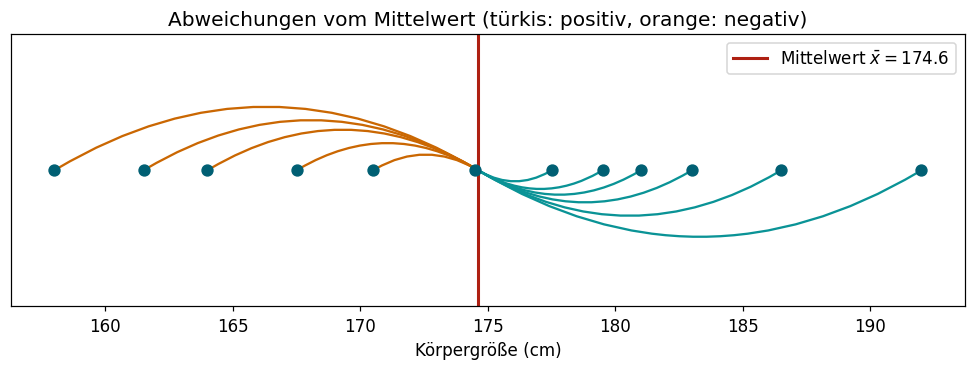 Abweichungen vom Mittelwert (türkis: positiv, orange: negativ)
Mittelwert x̄ = 174.6
160 165 170 175 180 185 190
Körpergröße (cm)